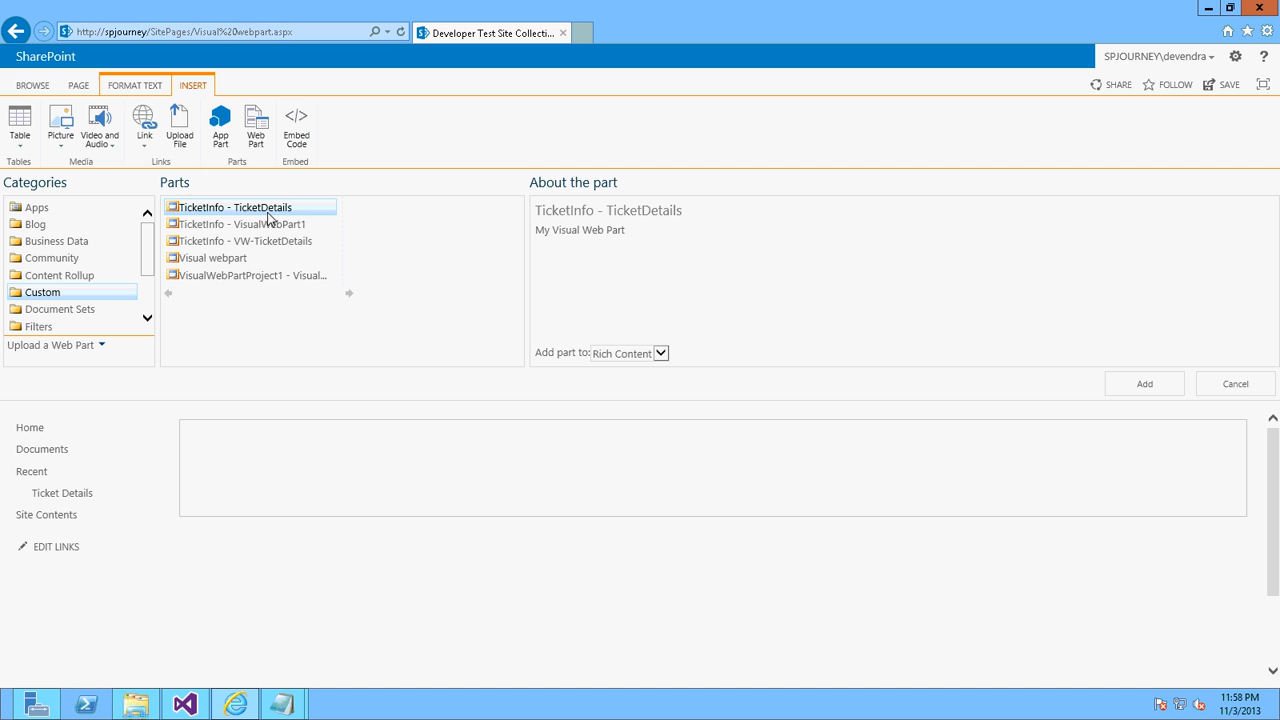 http://spjourney/SitePages/Visual%20webpart.aspx
Developer Test Site Collecti...
SharePoint
SPJOURNEY\devendra
BROWSE PAGE FORMAT TEXT INSERT
SHARE FOLLOW SAVE
Table
Picture
Video and Audio
Link
Upload File
App Part
Web Part
Embed Code
Tables Media Links Parts Embed
Categories
Apps
Blog
Business Data
Community
Content Rollup
Custom
Document Sets
Filters
Upload a Web Part
Parts
TicketInfo - TicketDetails
TicketInfo - VisualWebPart1
TicketInfo - VW-TicketDetails
Visual webpart
VisualWebPartProject1 - Visual...
About the part
TicketInfo - TicketDetails
My Visual Web Part
Add part to: Rich Content
Add Cancel
Home
Documents
Recent
Ticket Details
Site Contents
EDIT LINKS
11:58 PM
11/3/2013